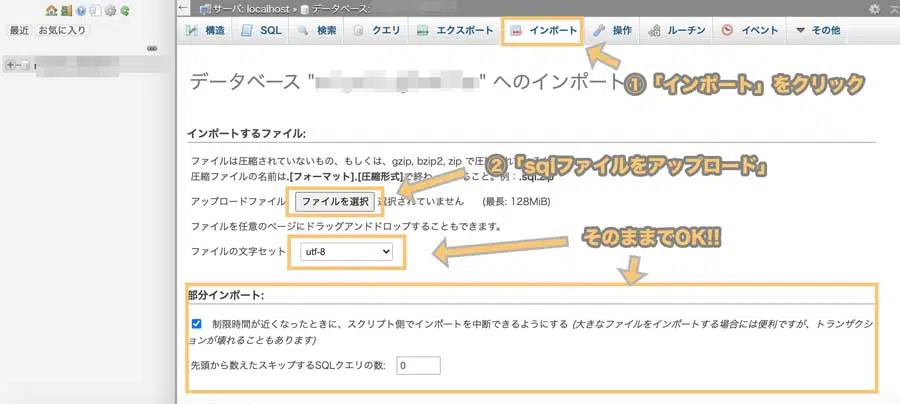 サーバ: localhost » データベース:
最近 お気に入り
構造 SQL 検索 クエリ エクスポート インポート 操作 ルーチン イベント その他
データベース " " へのインポート
①「インポート」をクリック
インポートするファイル:
ファイルは圧縮されていないもの、もしくは、gzip, bzip2, zip で圧
②「sqlファイルをアップロード」
圧縮ファイルの名前は.[フォーマット].[圧縮形式]で終わ こと。例：.sql.zip
アップロードファイル ファイルを選択 選択されていません (最長: 128MiB)
ファイルを任意のページにドラッグアンドドロップすることもできます。
そのままでOK!!
ファイルの文字セット utf-8
部分インポート:
制限時間が近くなったときに、スクリプト側でインポートを中断できるようにする (大きなファイルをインポートする場合には便利ですが、トランザクシ
ョンが壊れることもあります)
先頭から数えたスキップするSQLクエリの数: 0